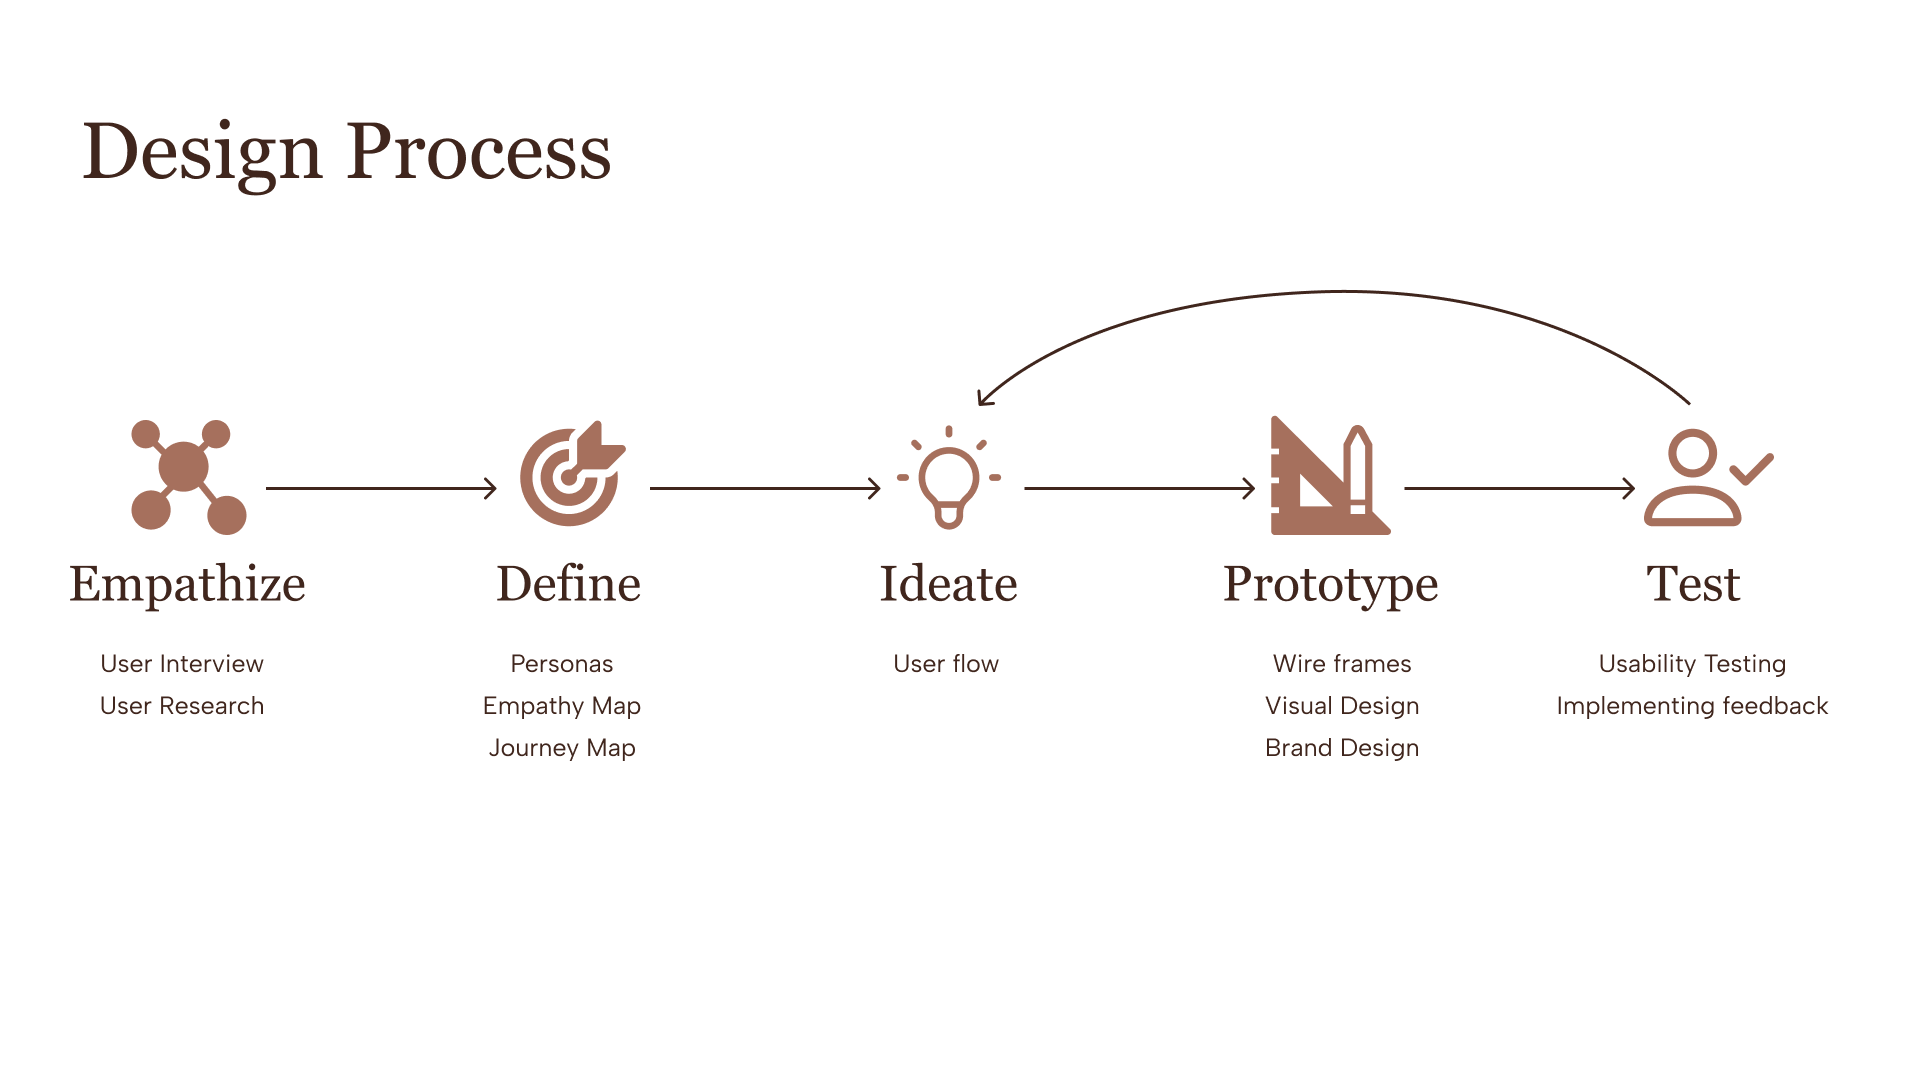 Design Process
Empathize
User Interview
User Research
Define
Personas
Empathy Map
Journey Map
Ideate
User flow
Prototype
Wire frames
Visual Design
Brand Design
Test
Usability Testing
Implementing feedback